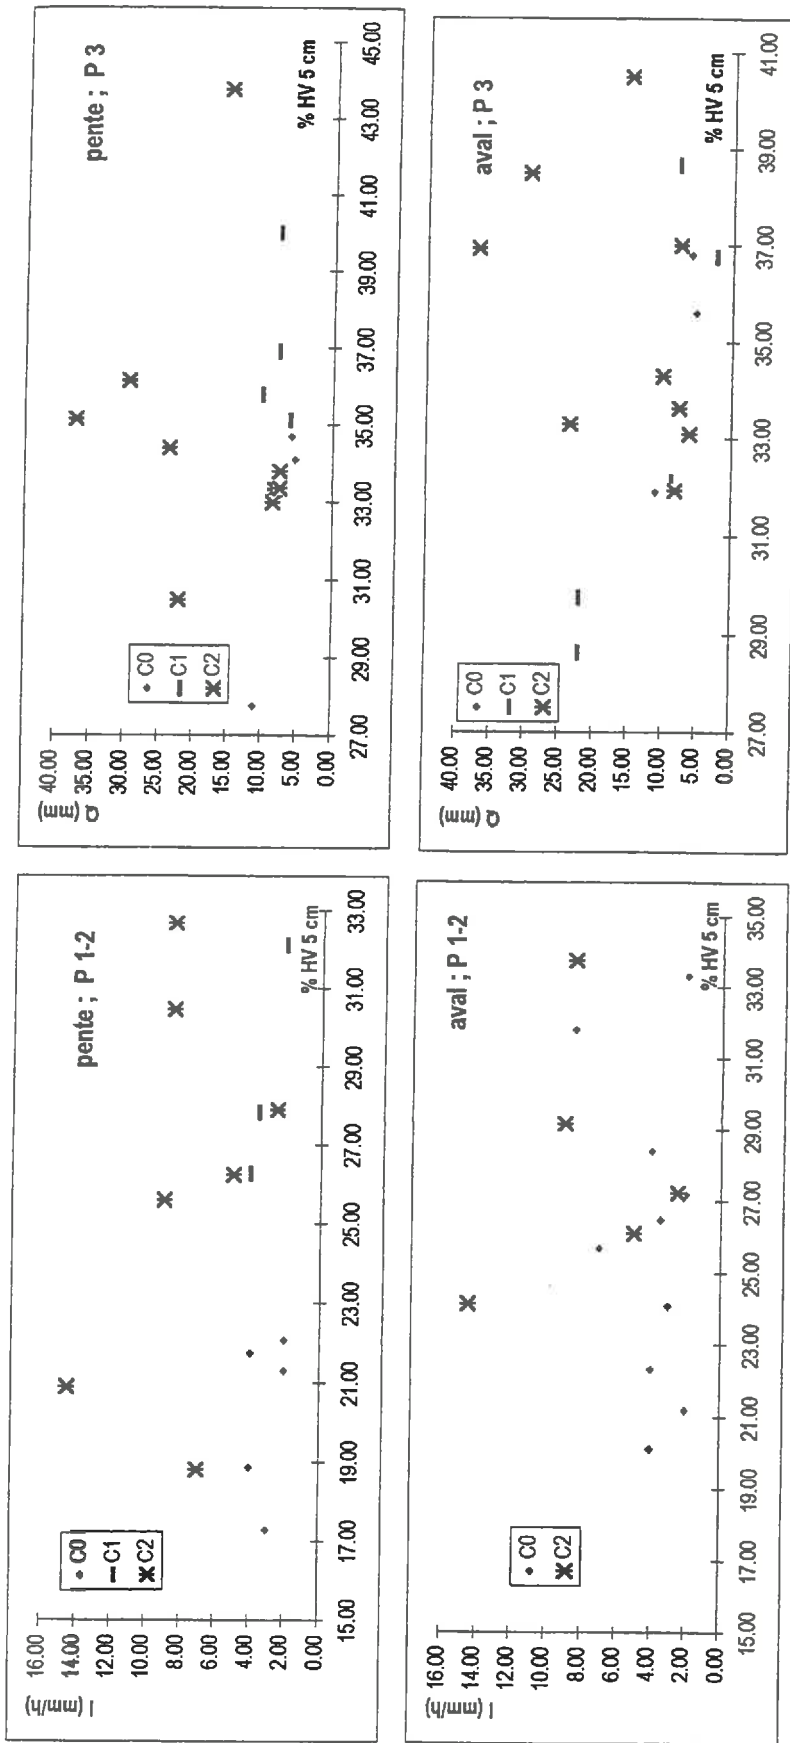 I (mm/h)
16.00
14.00
12.00
10.00
8.00
6.00
4.00
2.00
0.00
C0
C1
C2
pente ; P 1-2
% HV 5 cm
15.00 17.00 19.00 21.00 23.00 25.00 27.00 29.00 31.00 33.00
Q (mm)
40.00
35.00
30.00
25.00
20.00
15.00
10.00
5.00
0.00
C0
C1
C2
pente ; P 3
% HV 5 cm
27.00 29.00 31.00 33.00 35.00 37.00 39.00 41.00 43.00 45.00
I (mm/h)
16.00
14.00
12.00
10.00
8.00
6.00
4.00
2.00
0.00
C0
C2
aval ; P 1-2
% HV 5 cm
15.00 17.00 19.00 21.00 23.00 25.00 27.00 29.00 31.00 33.00 35.00
Q (mm)
40.00
35.00
30.00
25.00
20.00
15.00
10.00
5.00
0.00
C0
C1
C2
aval ; P 3
% HV 5 cm
27.00 29.00 31.00 33.00 35.00 37.00 39.00 41.00